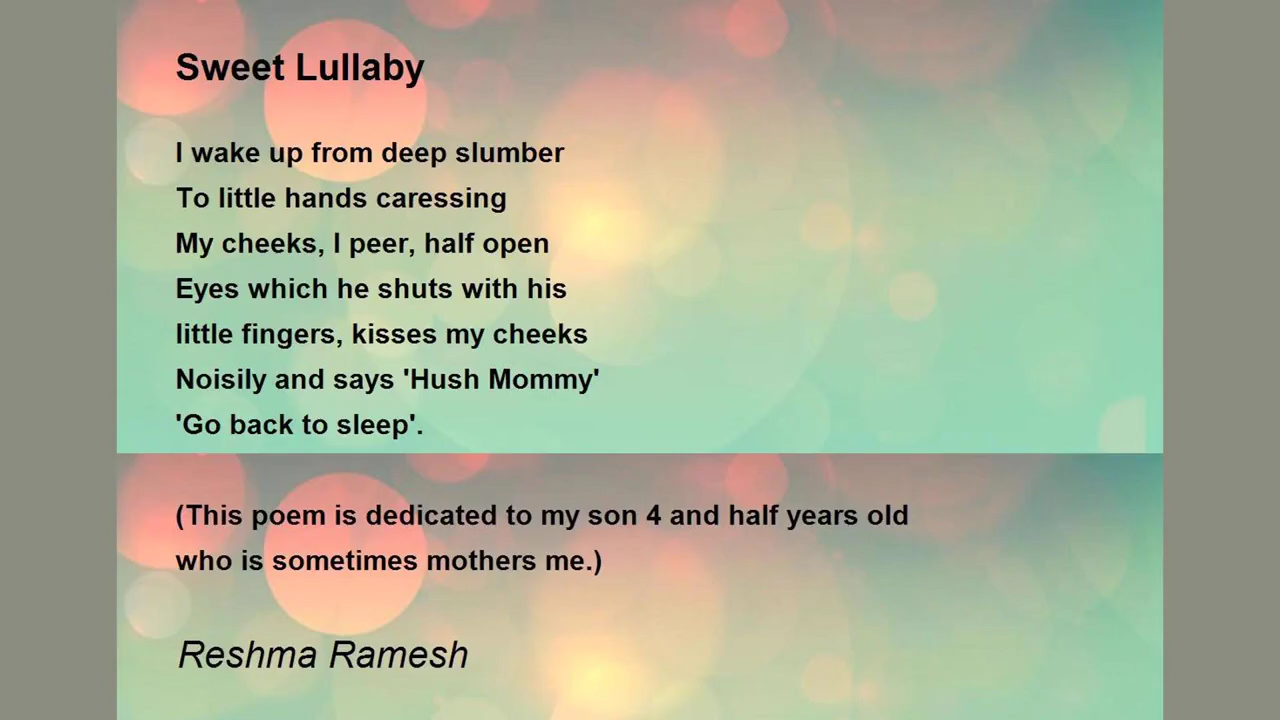 Sweet Lullaby
I wake up from deep slumber
To little hands caressing
My cheeks, I peer, half open
Eyes which he shuts with his
little fingers, kisses my cheeks
Noisily and says 'Hush Mommy'
'Go back to sleep'.
(This poem is dedicated to my son 4 and half years old
who is sometimes mothers me.)
Reshma Ramesh